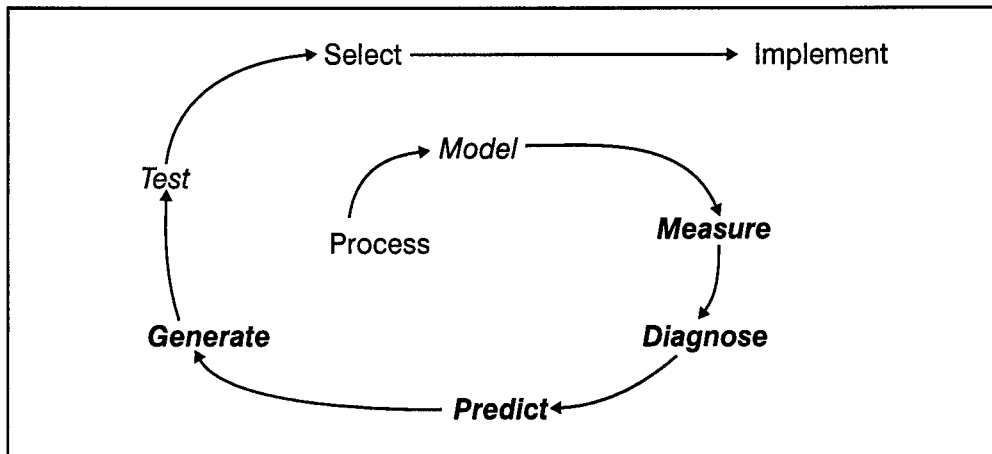 Select
Implement
Model
Test
Measure
Process
Generate
Diagnose
Predict